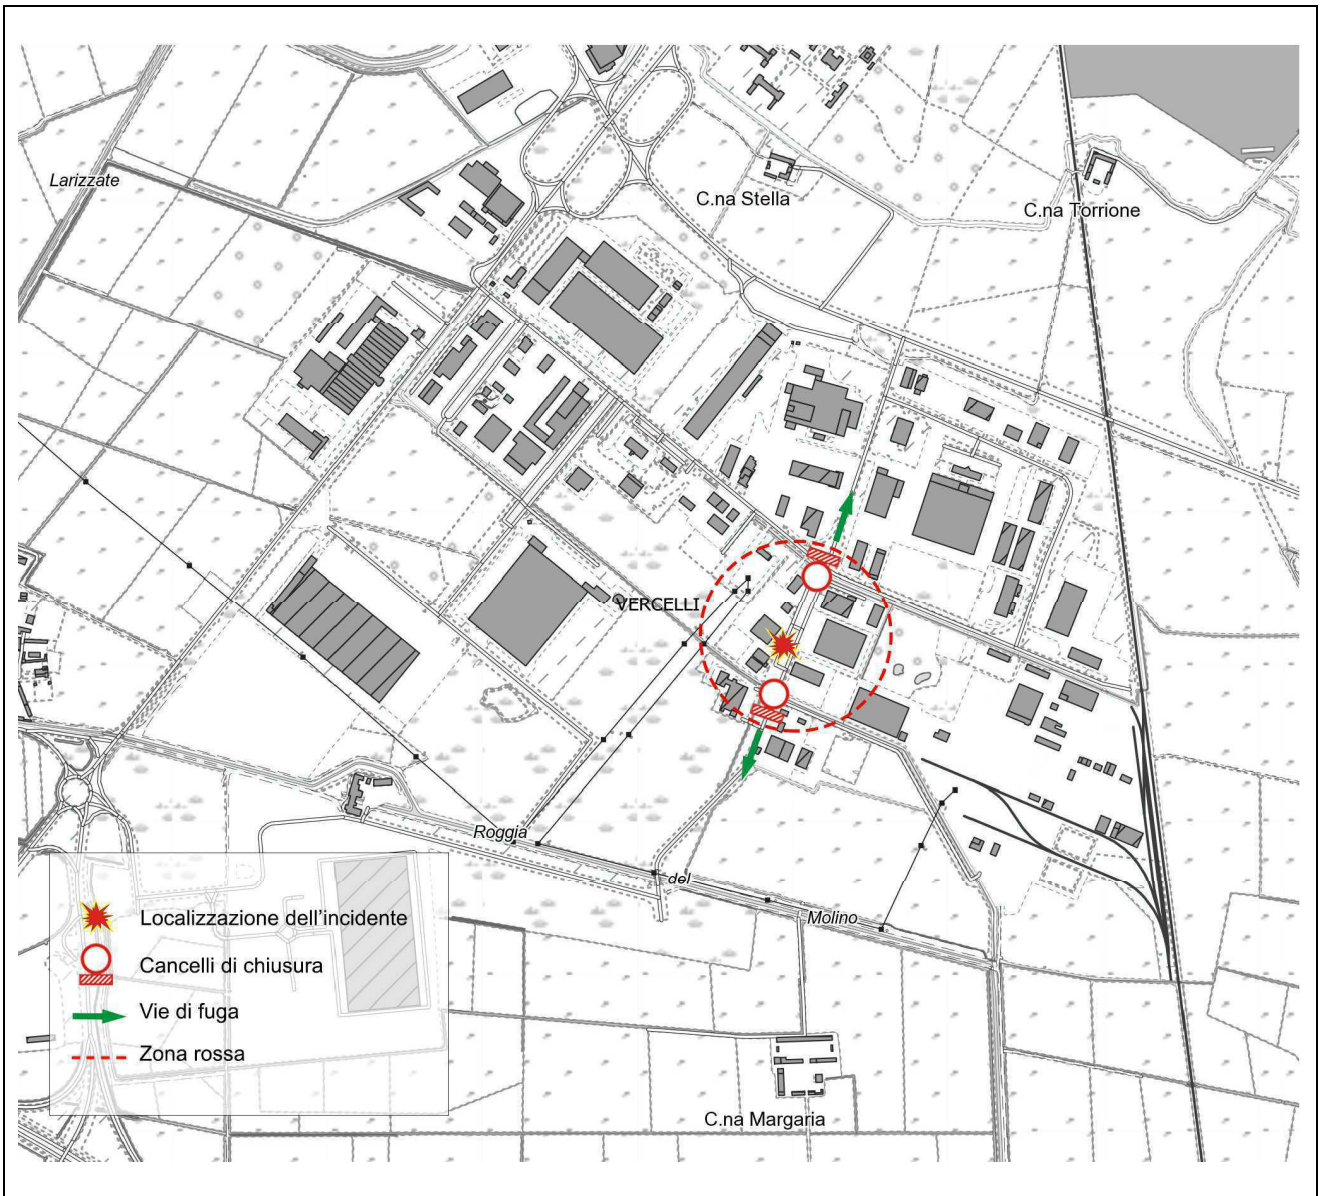 Larizzate
C.na Stella
C.na Torrione
VERCELLI
Roggia
del
Molino
Localizzazione dell'incidente
Cancelli di chiusura
Vie di fuga
Zona rossa
C.na Margaria